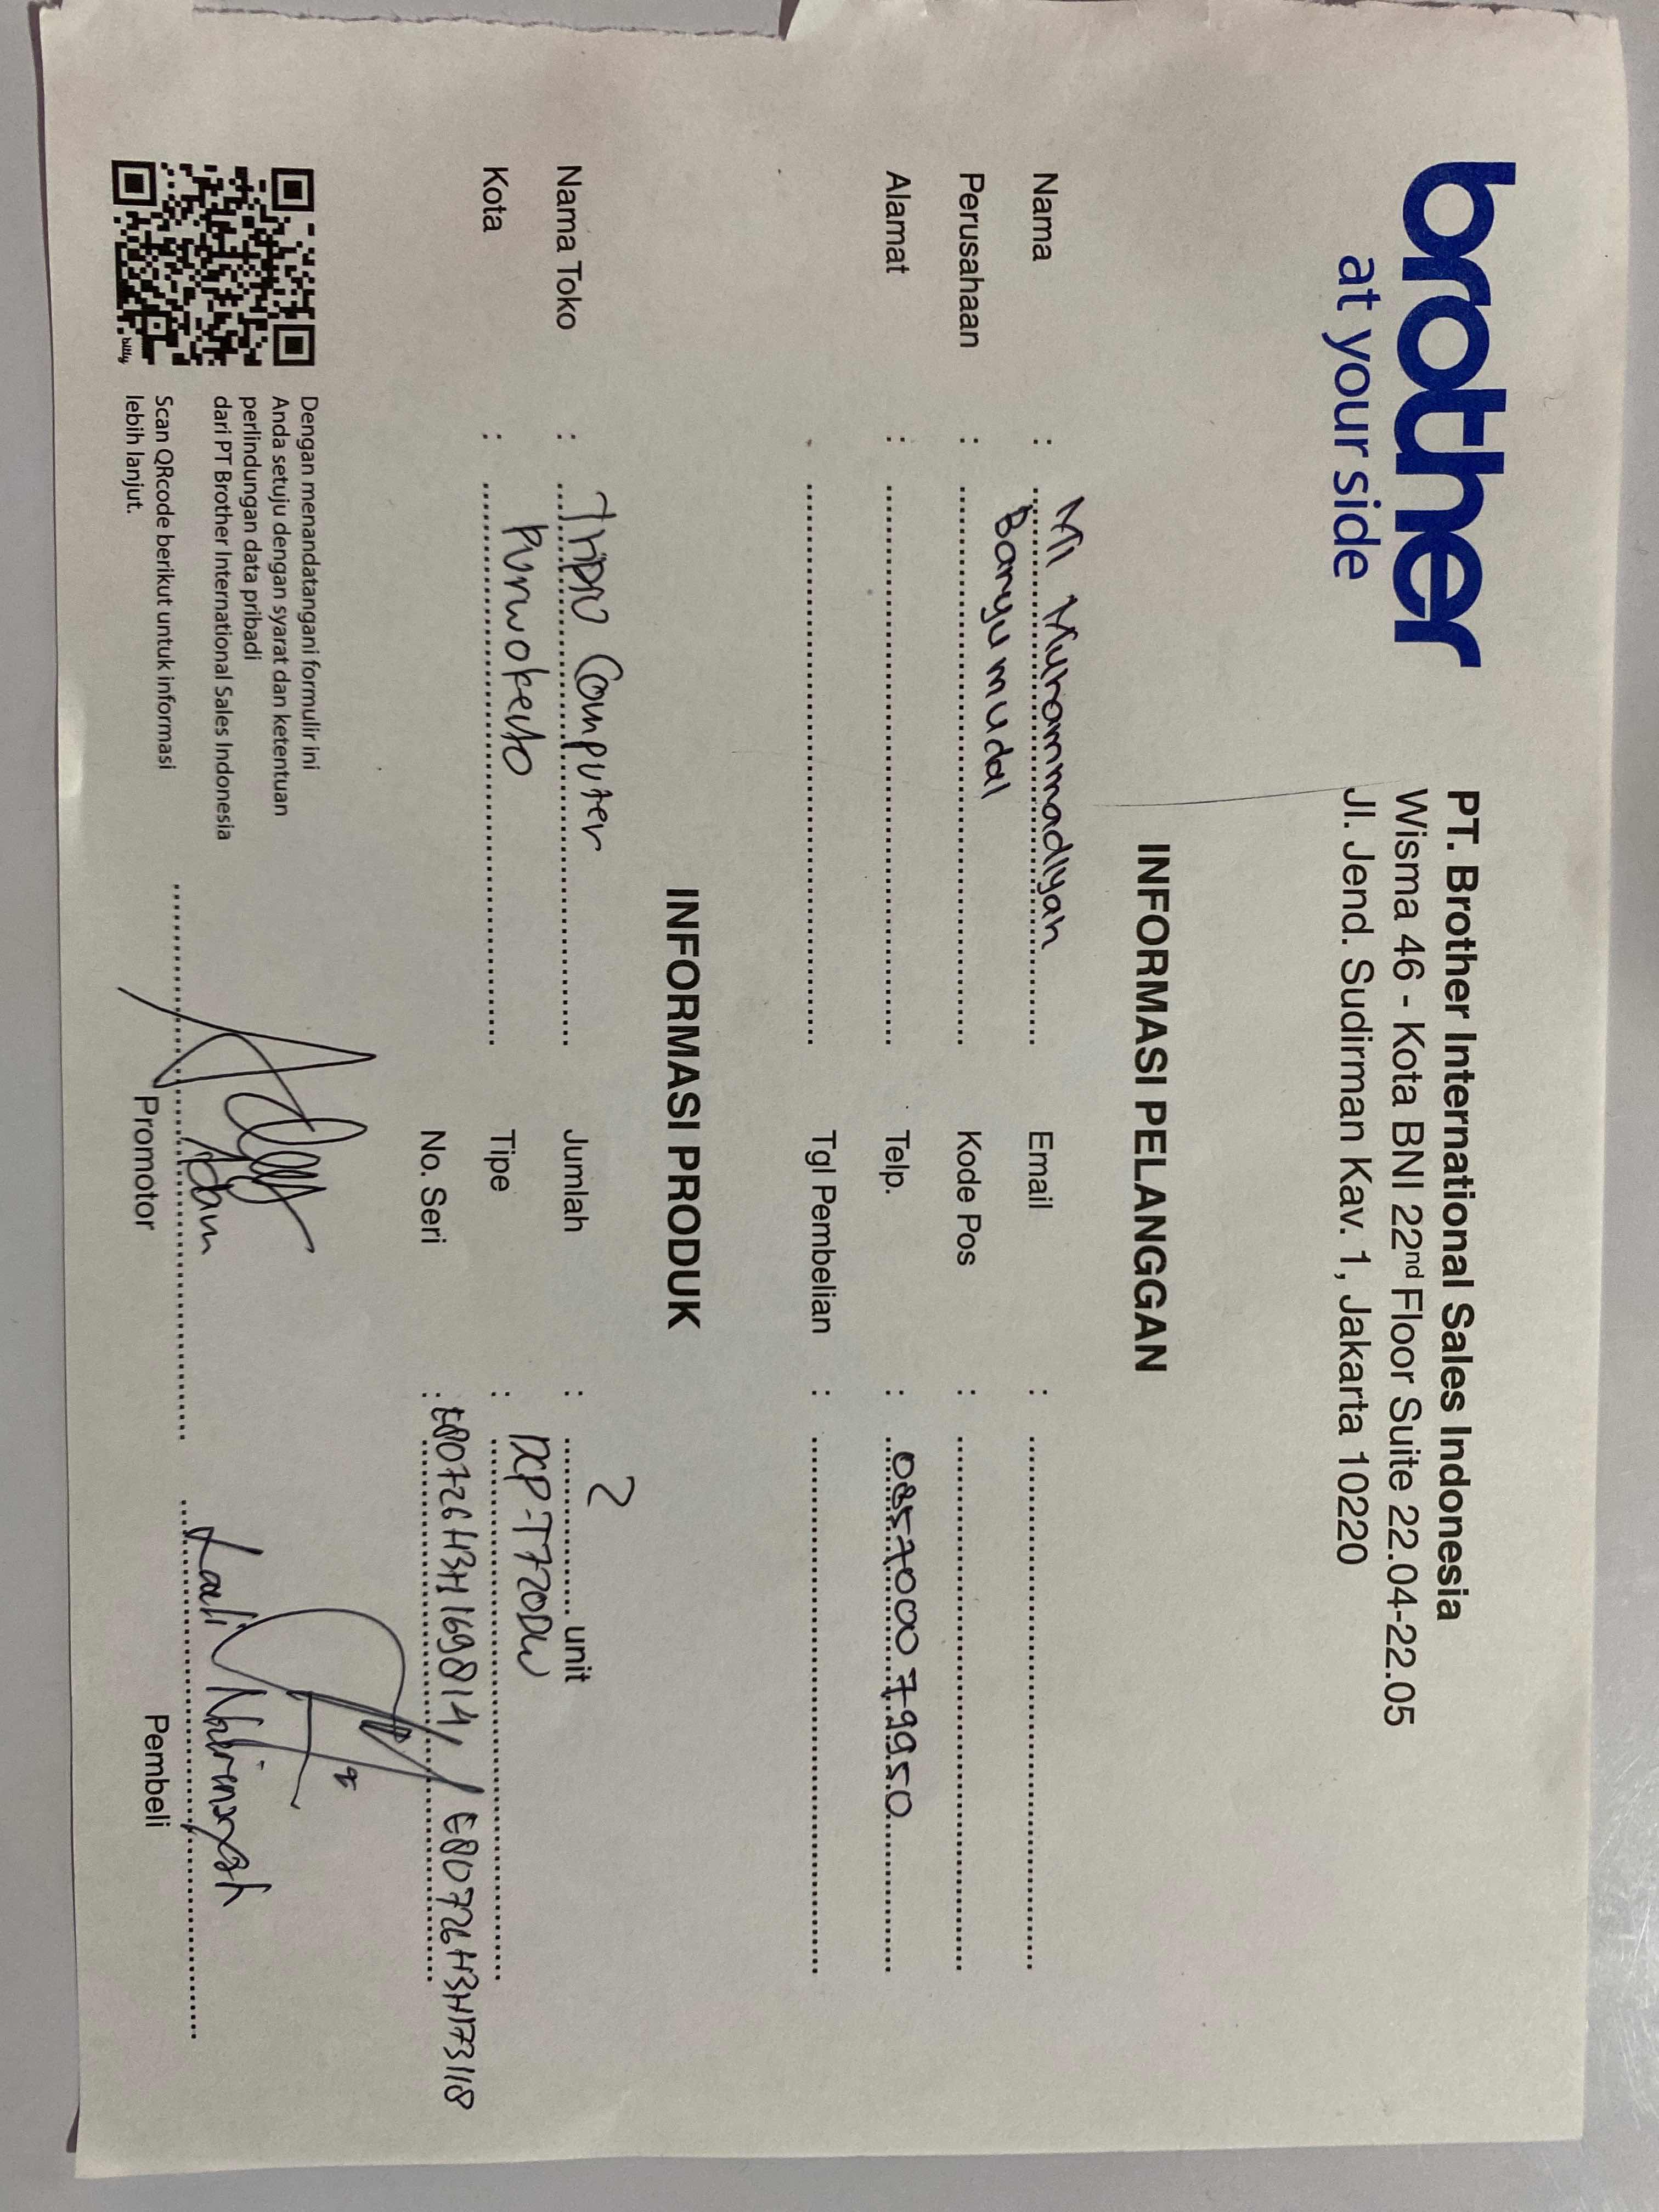 brother
at your side
PT. Brother International Sales Indonesia
Wisma 46 - Kota BNI 22nd Floor Suite 22.04-22.05
Jl. Jend. Sudirman Kav. 1, Jakarta 10220
INFORMASI PELANGGAN
Nama : Mi Muhammadiyah
Banyumudal
Perusahaan :
Alamat :
Email :
Kode Pos :
Telp. : 085700079950
Tgl Pembelian :
INFORMASI PRODUK
Nama Toko : Computer
Kota : Purwokerto
Jumlah : 2 unit
Tipe : DCP-T720DW
No. Seri : E80726H3H169814 / E80726H3H173118
Dengan menandatangani formulir ini
Anda setuju dengan syarat dan ketentuan
perlindungan data pribadi
dari PT Brother International Sales Indonesia
Scan QRcode berikut untuk informasi
lebih lanjut.
bitly
Adam
Promotor
Laeli
Pembeli